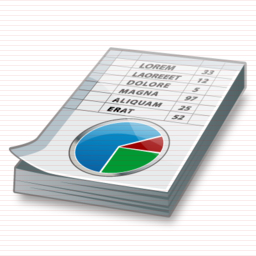 LOREM 33
LAOREEET 12
DOLORE 5
MAGNA 97
ALIQUAM 25
ERAT 52